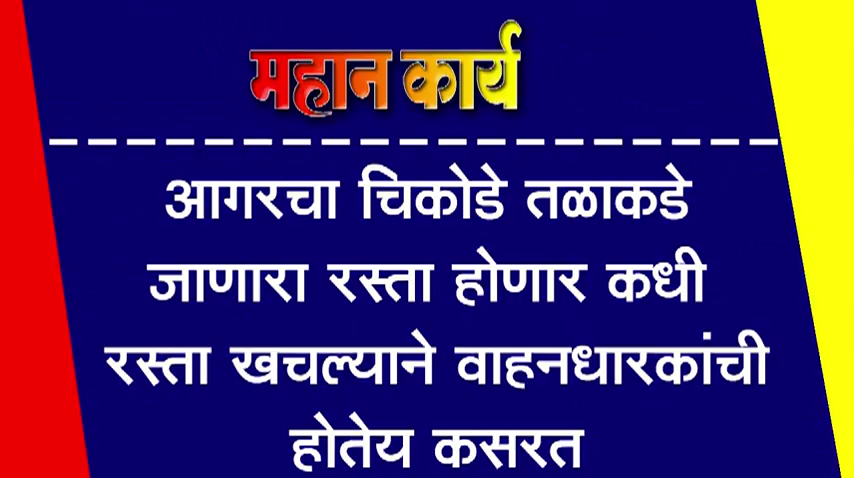 महान कार्य
आगरचा चिकोडे तळाकडे
जाणारा रस्ता होणार कधी
रस्ता खचल्याने वाहनधारकांची
होतेय कसरत